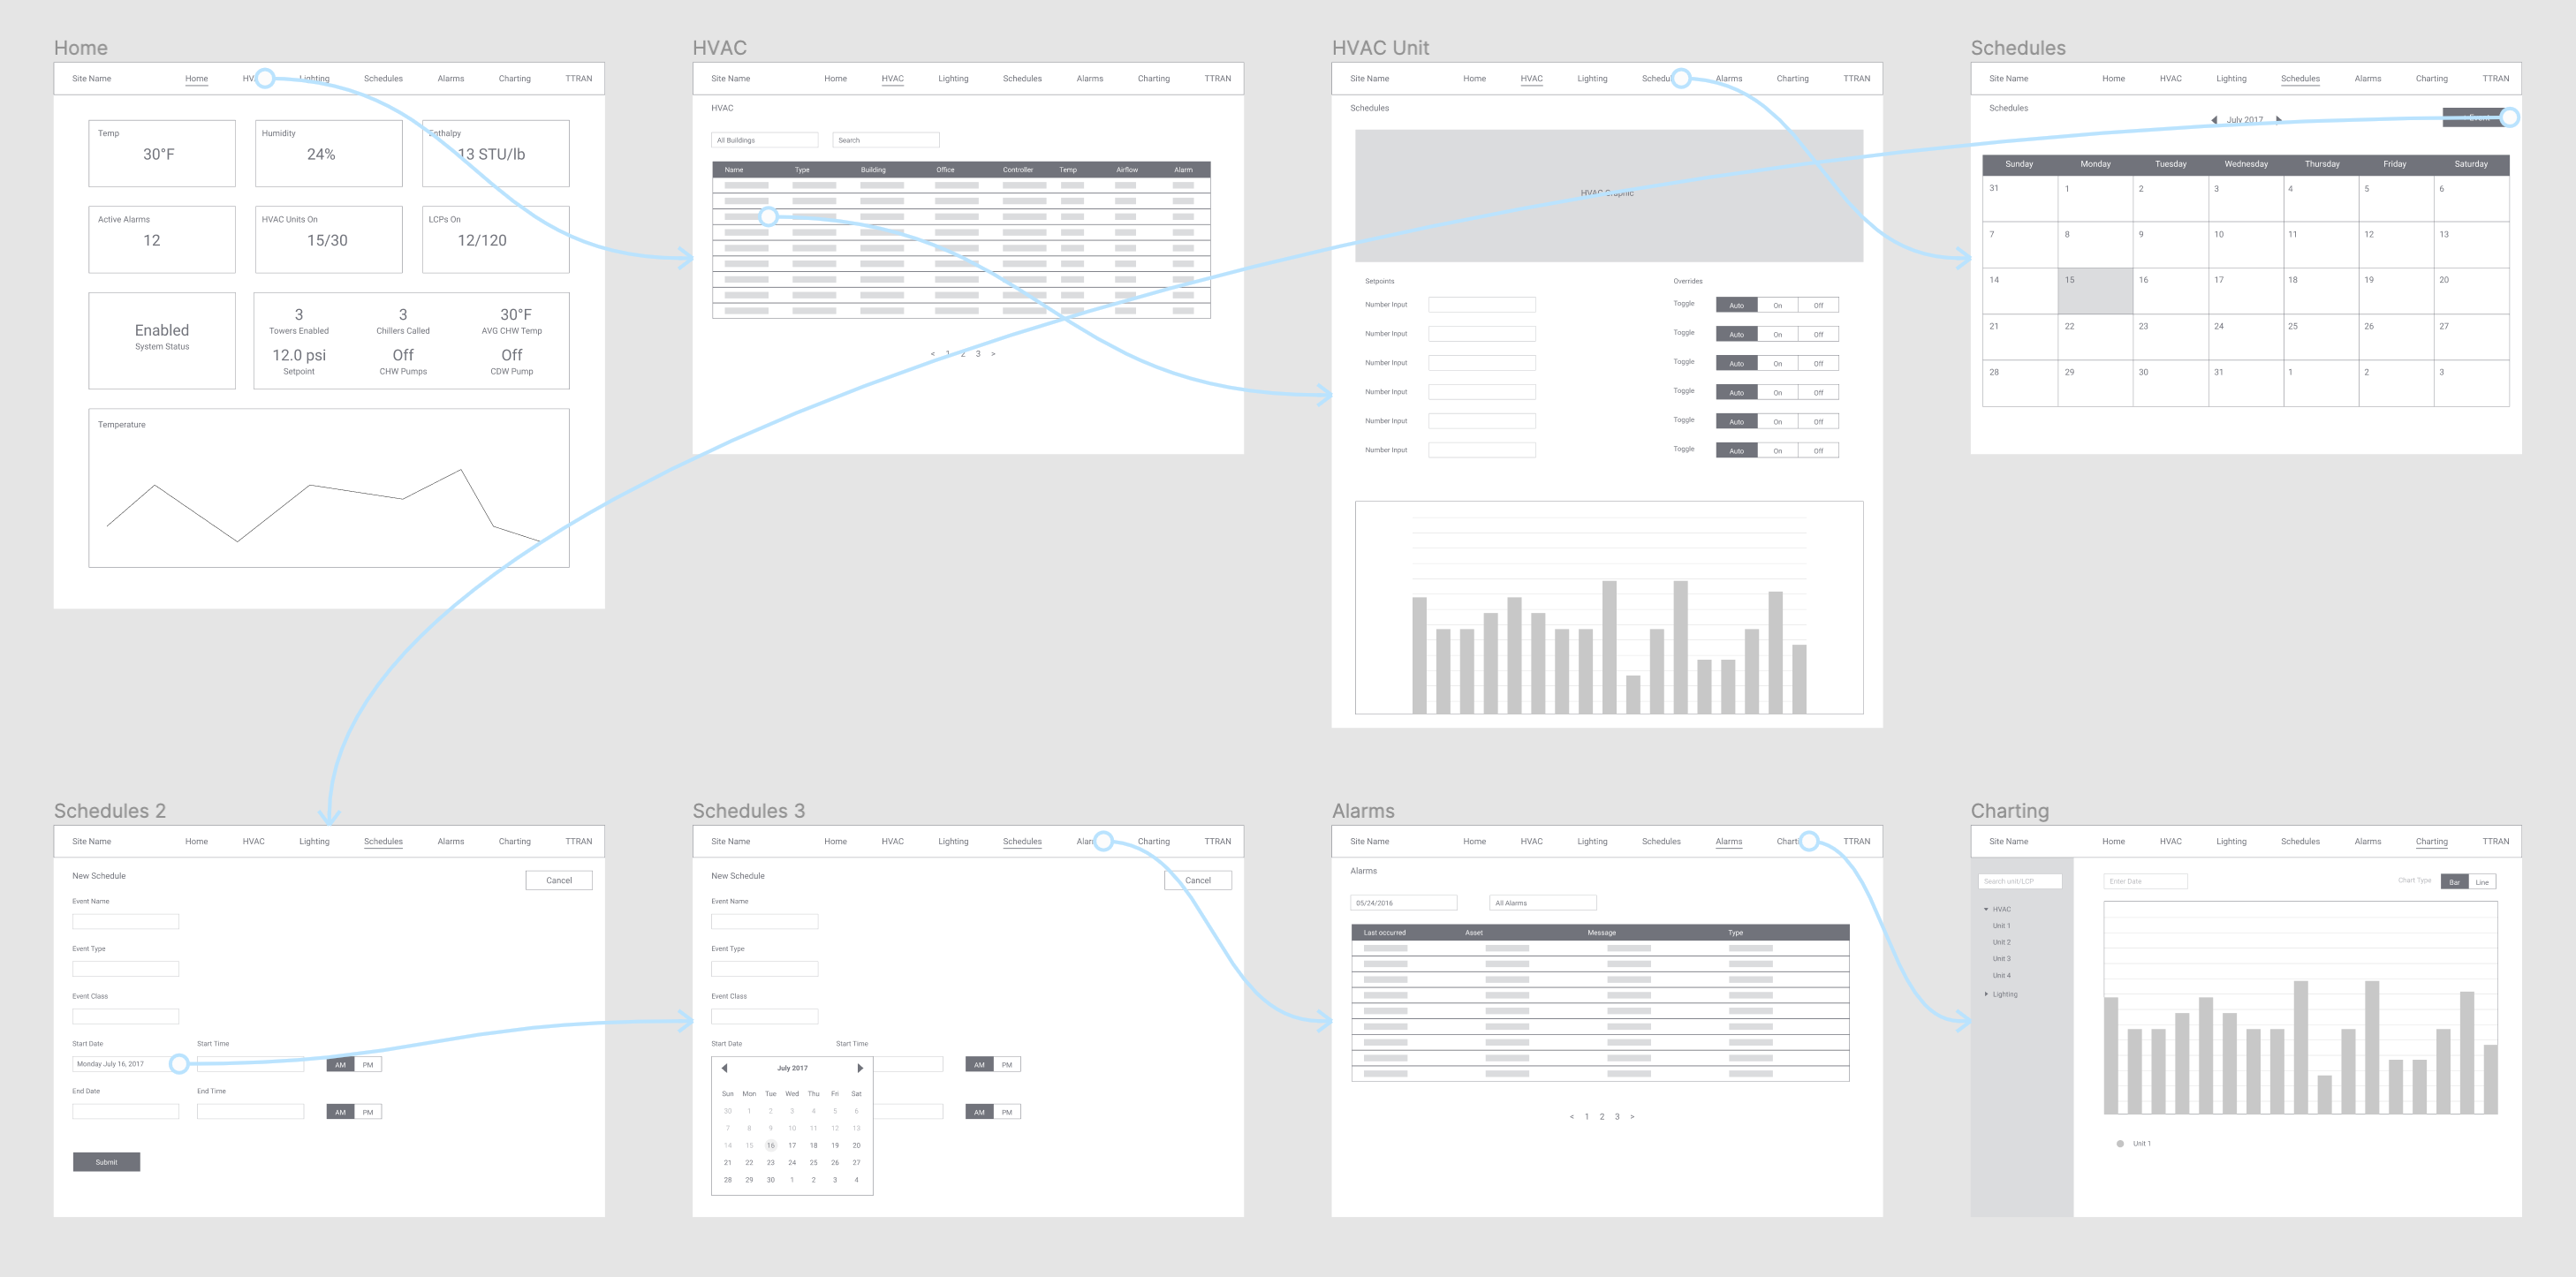 Home
Site Name Home HV Lighting Schedules Alarms Charting TTRAN
Temp
30°F
Humidity
24%
Enthalpy
13 STU/lb
Active Alarms
12
HVAC Units On
15/30
LCPs On
12/120
Enabled
System Status
3
Towers Enabled
3
Chillers Called
30°F
AVG CHW Temp
12.0 psi
Setpoint
Off
CHW Pumps
Off
CDW Pump
Temperature
HVAC
Site Name Home HVAC Lighting Schedules Alarms Charting TTRAN
HVAC
All Buildings Search
Name Type Building Office Controller Temp Airflow Alarm
< 1 2 3 >
HVAC Unit
Site Name Home HVAC Lighting Schedu Alarms Charting TTRAN
Schedules
HVAC Graphic
Setpoints Overrides
Number Input Toggle Auto On Off
Number Input Toggle Auto On Off
Number Input Toggle Auto On Off
Number Input Toggle Auto On Off
Number Input Toggle Auto On Off
Number Input Toggle Auto On Off
Schedules
Site Name Home HVAC Lighting Schedules Alarms Charting TTRAN
Schedules
July 2017
Event
Sunday Monday Tuesday Wednesday Thursday Friday Saturday
31 1 2 3 4 5 6
7 8 9 10 11 12 13
14 15 16 17 18 19 20
21 22 23 24 25 26 27
28 29 30 31 1 2 3
Schedules 2
Site Name Home HVAC Lighting Schedules Alarms Charting TTRAN
New Schedule
Cancel
Event Name
Event Type
Event Class
Start Date Start Time
Monday July 16, 2017 AM PM
End Date End Time
AM PM
Submit
Schedules 3
Site Name Home HVAC Lighting Schedules Alar Charting TTRAN
New Schedule
Cancel
Event Name
Event Type
Event Class
Start Date Start Time
AM PM
July 2017
Sun Mon Tue Wed Thu Fri Sat
30 1 2 3 4 5 6
AM PM
7 8 9 10 11 12 13
14 15 16 17 18 19 20
21 22 23 24 25 26 27
28 29 30 1 2 3 4
Alarms
Site Name Home HVAC Lighting Schedules Alarms Chart TTRAN
Alarms
05/24/2016 All Alarms
Last occurred Asset Message Type
< 1 2 3 >
Charting
Site Name Home HVAC Lighting Schedules Alarms Charting TTRAN
Search unit/LCP
Enter Date
Chart Type Bar Line
HVAC
Unit 1
Unit 2
Unit 3
Unit 4
Lighting
Unit 1